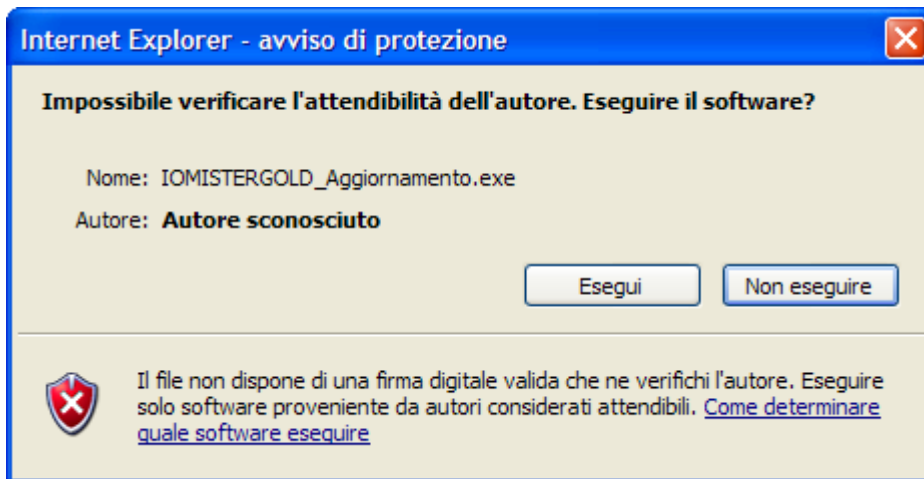 Internet Explorer - avviso di protezione
Impossibile verificare l'attendibilità dell'autore. Eseguire il software?
Nome: IOMISTERGOLD_Aggiornamento.exe
Autore: Autore sconosciuto
Esegui Non eseguire
Il file non dispone di una firma digitale valida che ne verifichi l'autore. Eseguire
solo software proveniente da autori considerati attendibili. Come determinare
quale software eseguire